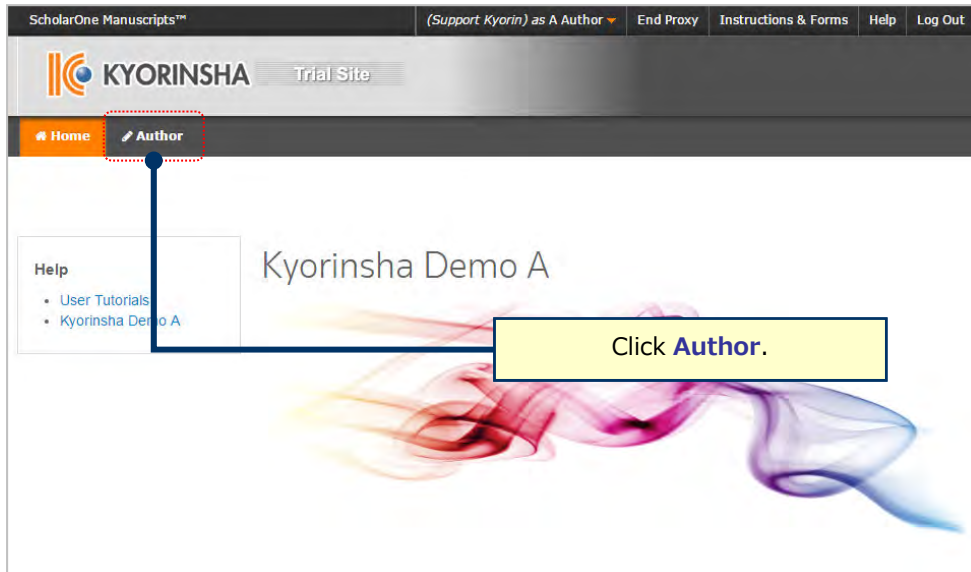 ScholarOne Manuscripts™ (Support Kyorin) as A Author End Proxy Instructions & Forms Help Log Out
KYORINSHA Trial Site
Home Author
Kyorinsha Demo A
Help
• User Tutorials
• Kyorinsha Demo A
Click Author.